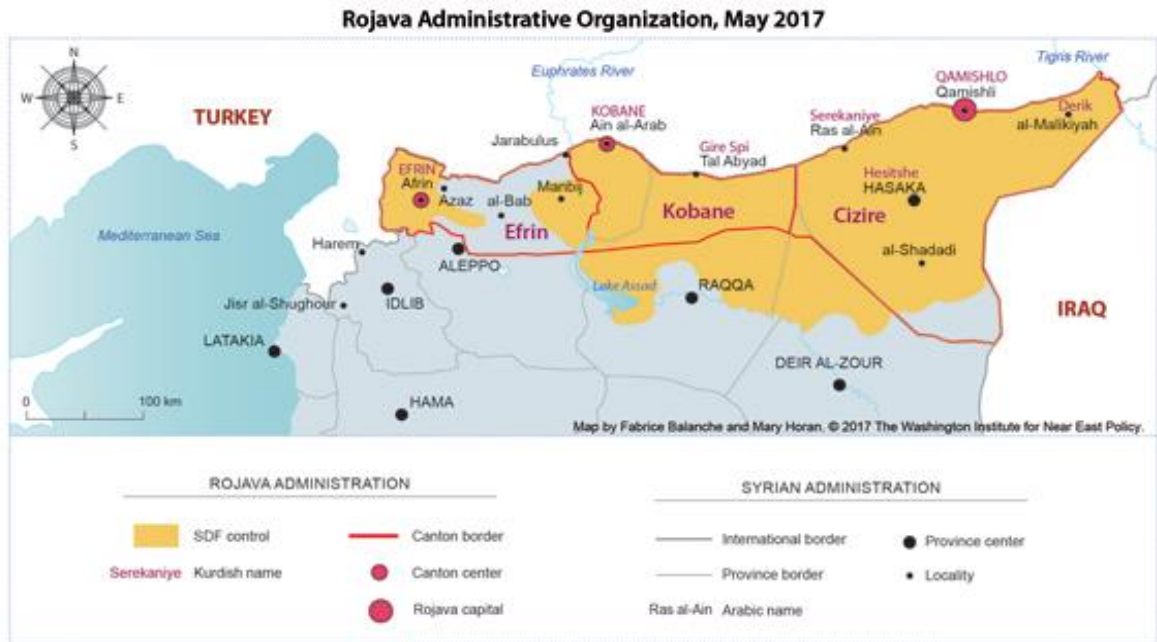 Rojava Administrative Organization, May 2017
N
W
E
S
TURKEY
Euphrates River
Tigris River
QAMISHLO
Qamishli
KOBANE
Ain al-Arab
Serekaniye
Ras al-Ain
Derik
al-Malikiyah
Jarabulus
Gire Spi
Tal Abyad
EFRIN
Afrin
Azaz
al-Bab
Manbij
Hesitshe
HASAKA
Efrin
Kobane
Cizire
Mediterranean Sea
Harem
ALEPPO
al-Shadadi
Lake Assad
RAQQA
IDLIB
Jisr al-Shughour
IRAQ
LATAKIA
DEIR AL-ZOUR
0
100 km
HAMA
Map by Fabrice Balanche and Mary Horan. © 2017 The Washington Institute for Near East Policy.
ROJAVA ADMINISTRATION
SDF control
Canton border
Serekaniye Kurdish name
Canton center
Rojava capital
SYRIAN ADMINISTRATION
International border
Province center
Province border
Locality
Ras al-Ain Arabic name